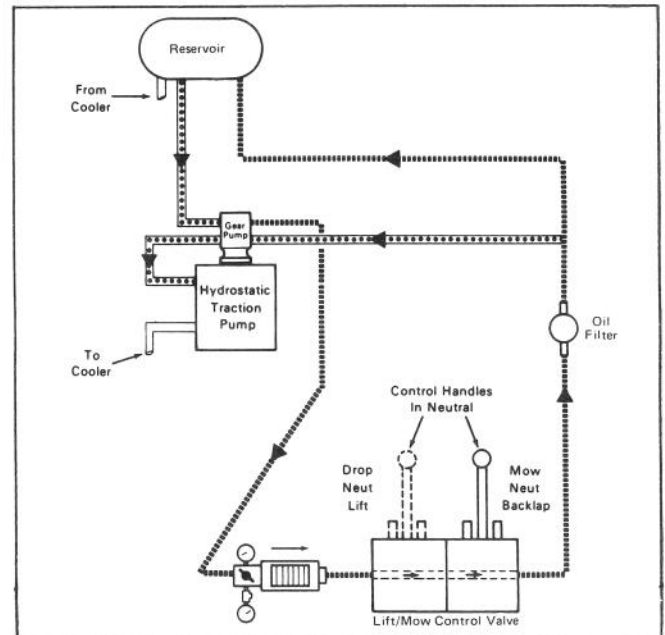 Reservoir
From
Cooler
Gear
Pump
Hydrostatic
Traction
Pump
To
Cooler
Oil
Filter
Control Handles
In Neutral
Drop
Neut
Lift
Mow
Neut
Backlap
Lift/Mow Control Valve